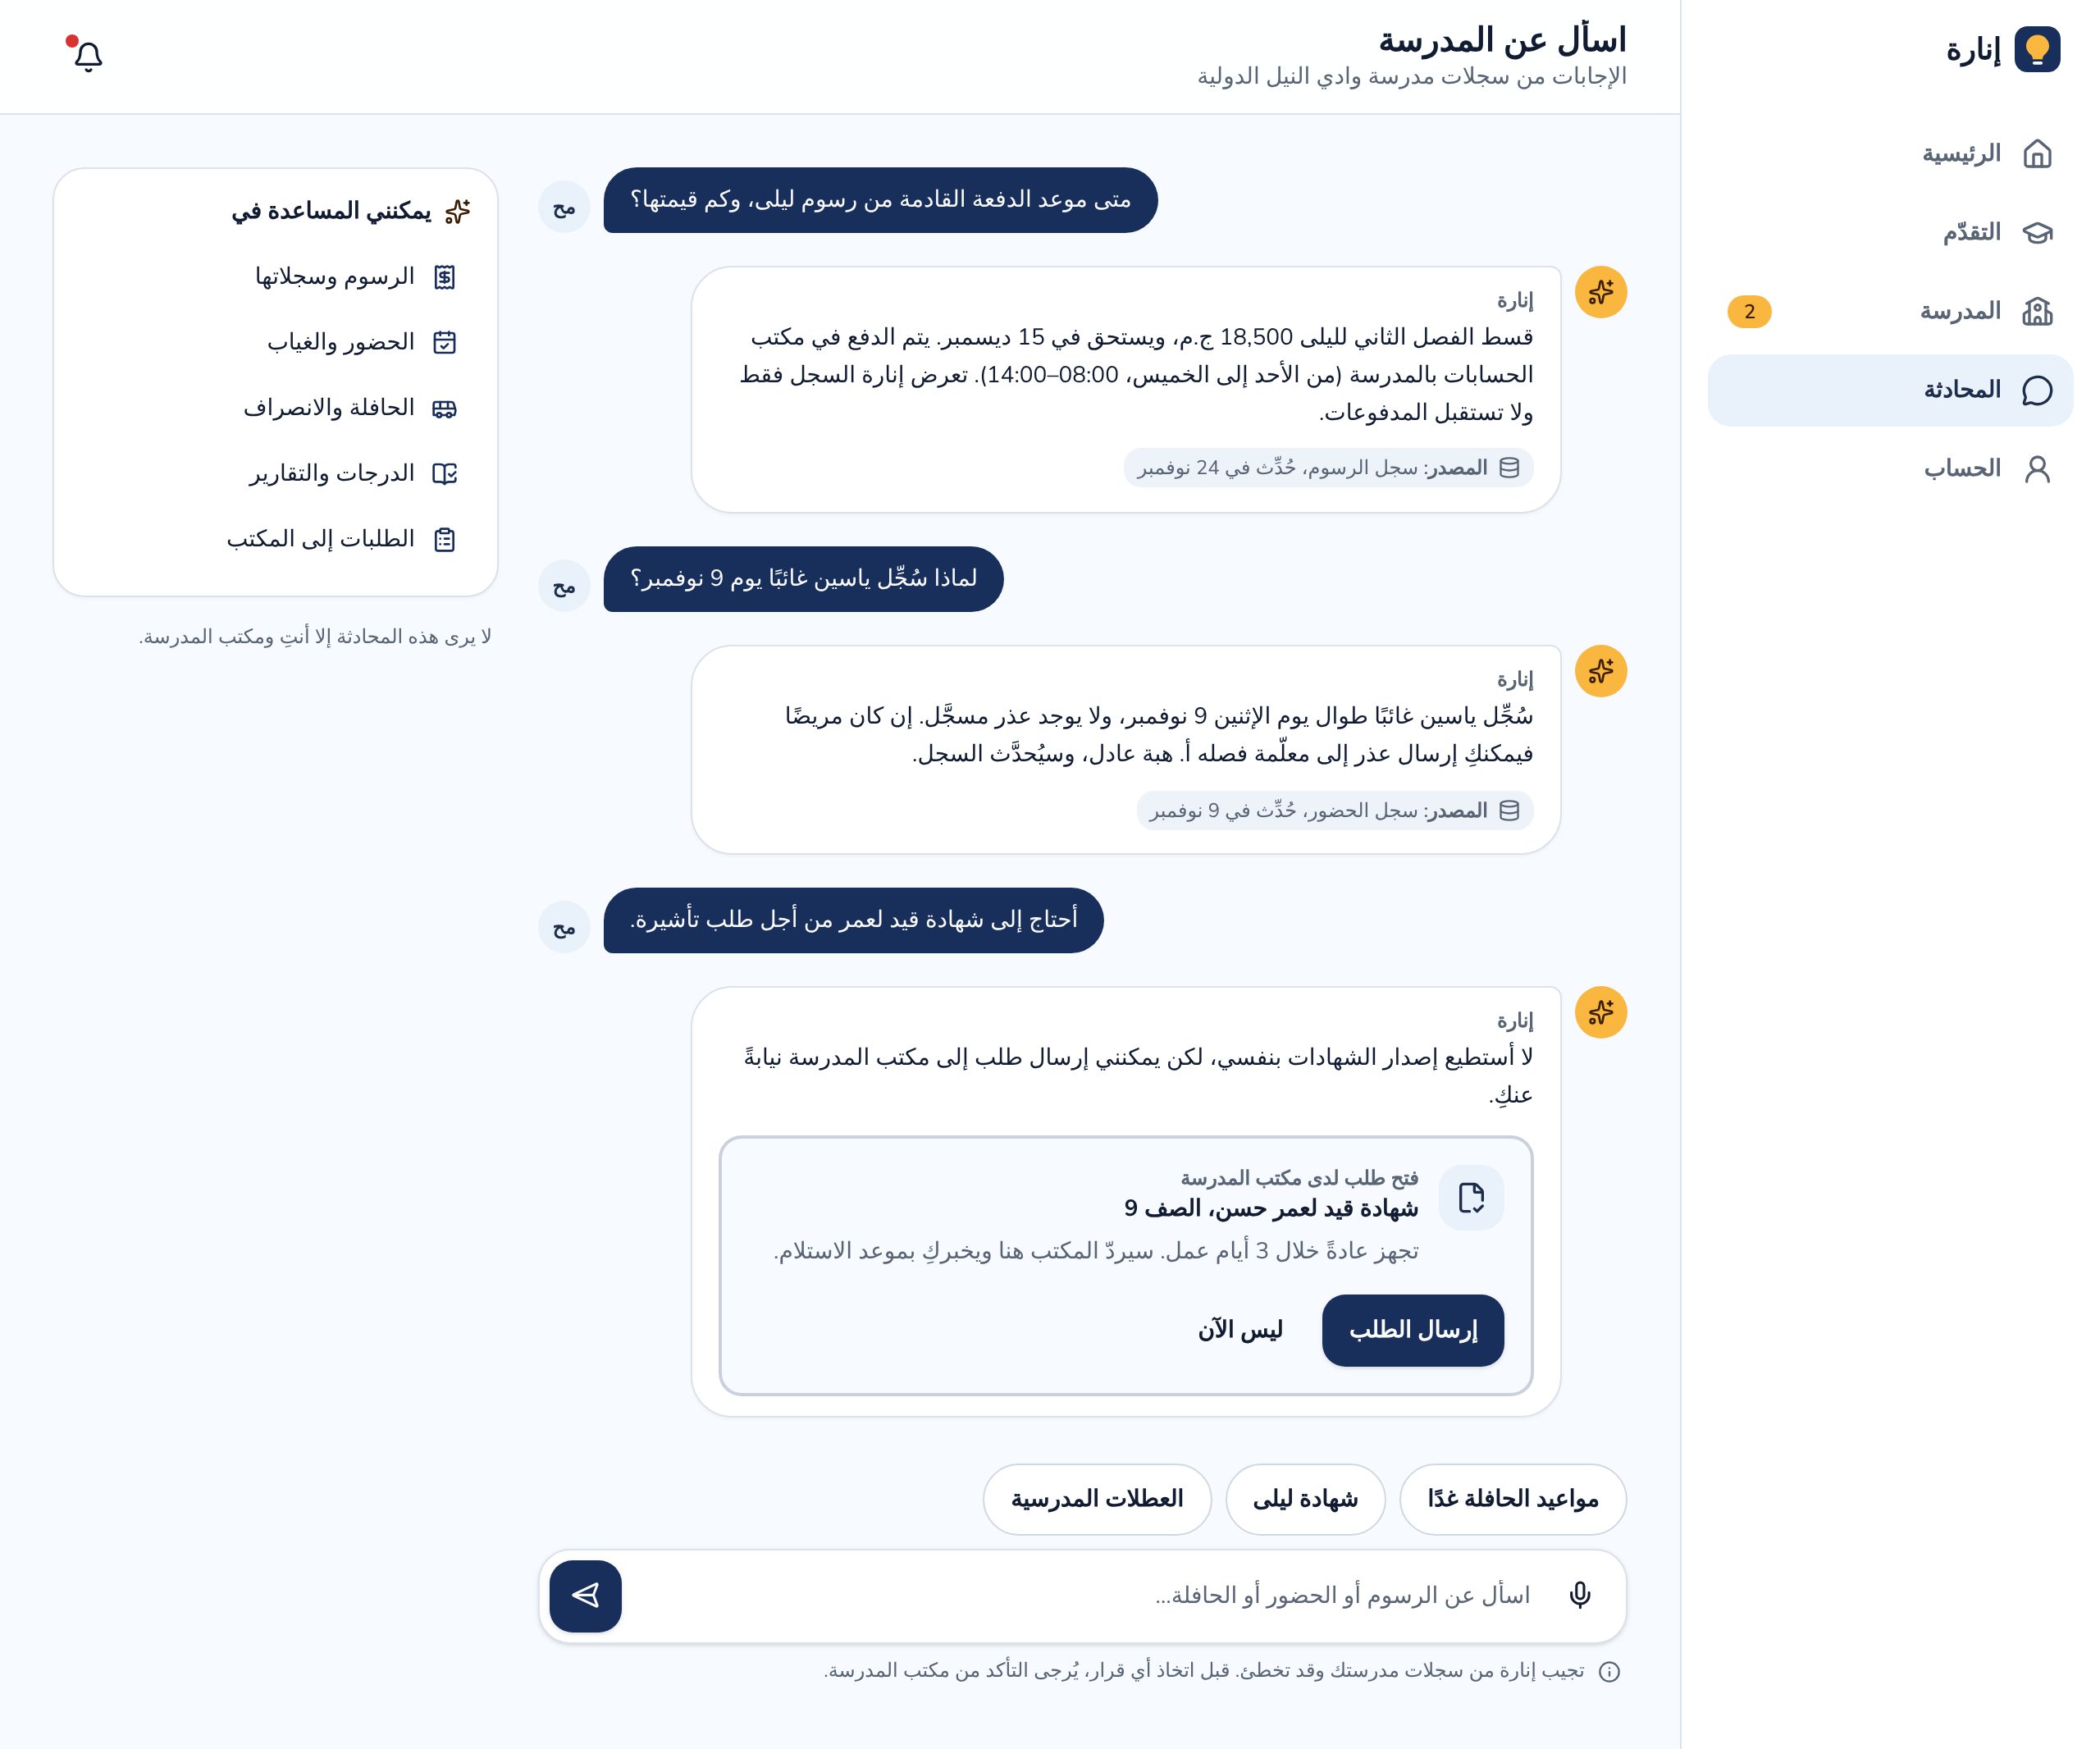 إنارة
الرئيسية
التقدّم
المدرسة
2
المحادثة
الحساب
اسأل عن المدرسة
الإجابات من سجلات مدرسة وادي النيل الدولية
متى موعد الدفعة القادمة من رسوم ليلى، وكم قيمتها؟
مح
إنارة
قسط الفصل الثاني لليلى 18,500 ج.م، ويستحق في 15 ديسمبر. يتم الدفع في مكتب
الحسابات بالمدرسة (من الأحد إلى الخميس، 08:00–14:00). تعرض إنارة السجل فقط
ولا تستقبل المدفوعات.
المصدر: سجل الرسوم، حُدِّث في 24 نوفمبر
لماذا سُجِّل ياسين غائبًا يوم 9 نوفمبر؟
مح
إنارة
سُجِّل ياسين غائبًا طوال يوم الإثنين 9 نوفمبر، ولا يوجد عذر مسجَّل. إن كان مريضًا
فيمكنكِ إرسال عذر إلى معلّمة فصله أ. هبة عادل، وسيُحدَّث السجل.
المصدر: سجل الحضور، حُدِّث في 9 نوفمبر
أحتاج إلى شهادة قيد لعمر من أجل طلب تأشيرة.
مح
إنارة
لا أستطيع إصدار الشهادات بنفسي، لكن يمكنني إرسال طلب إلى مكتب المدرسة نيابةً
عنكِ.
فتح طلب لدى مكتب المدرسة
شهادة قيد لعمر حسن، الصف 9
تجهز عادةً خلال 3 أيام عمل. سيردّ المكتب هنا ويخبركِ بموعد الاستلام.
إرسال الطلب
ليس الآن
مواعيد الحافلة غدًا
شهادة ليلى
العطلات المدرسية
اسأل عن الرسوم أو الحضور أو الحافلة...
تجيب إنارة من سجلات مدرستك وقد تخطئ. قبل اتخاذ أي قرار، يُرجى التأكد من مكتب المدرسة.
يمكنني المساعدة في
الرسوم وسجلاتها
الحضور والغياب
الحافلة والانصراف
الدرجات والتقارير
الطلبات إلى المكتب
لا يرى هذه المحادثة إلا أنتِ ومكتب المدرسة.